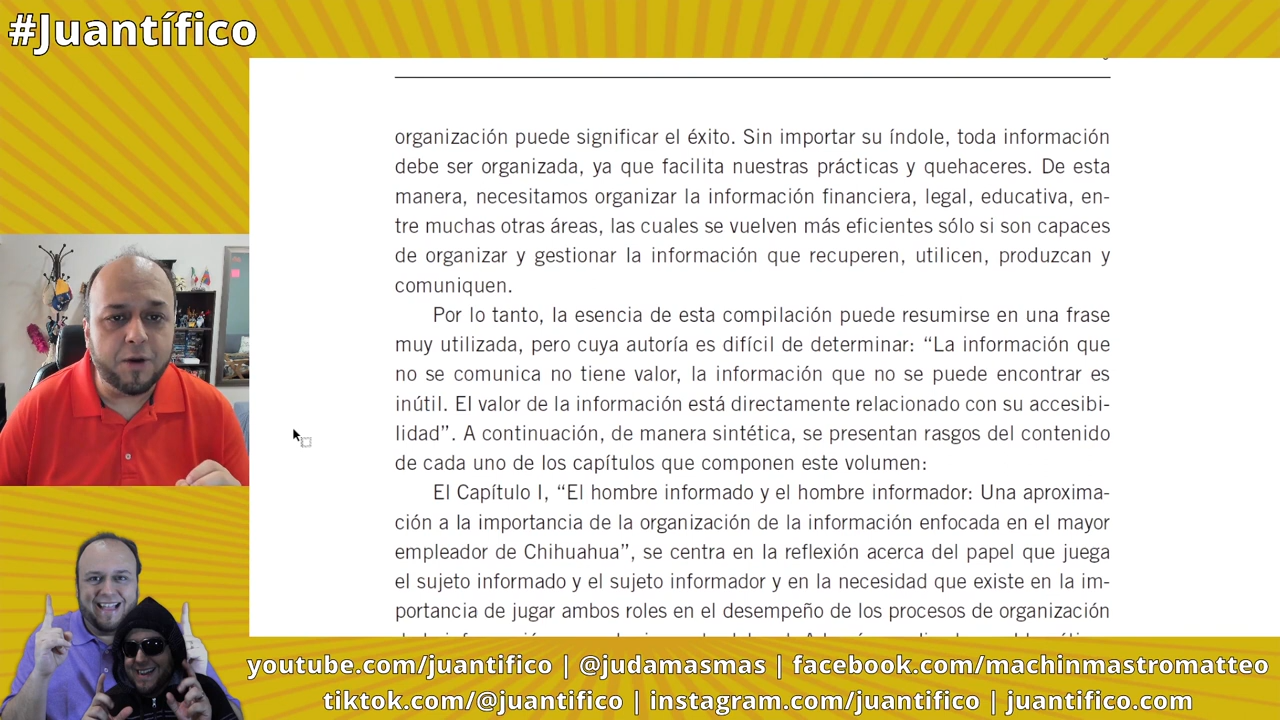 #Juantífico
organización puede significar el éxito. Sin importar su índole, toda información
debe ser organizada, ya que facilita nuestras prácticas y quehaceres. De esta
manera, necesitamos organizar la información financiera, legal, educativa, en-
tre muchas otras áreas, las cuales se vuelven más eficientes sólo si son capaces
de organizar y gestionar la información que recuperen, utilicen, produzcan y
comuniquen.
Por lo tanto, la esencia de esta compilación puede resumirse en una frase
muy utilizada, pero cuya autoría es difícil de determinar: “La información que
no se comunica no tiene valor, la información que no se puede encontrar es
inútil. El valor de la información está directamente relacionado con su accesibi-
lidad”. A continuación, de manera sintética, se presentan rasgos del contenido
de cada uno de los capítulos que componen este volumen:
El Capítulo I, “El hombre informado y el hombre informador: Una aproxima-
ción a la importancia de la organización de la información enfocada en el mayor
empleador de Chihuahua”, se centra en la reflexión acerca del papel que juega
el sujeto informado y el sujeto informador y en la necesidad que existe en la im-
portancia de jugar ambos roles en el desempeño de los procesos de organización
youtube.com/juantifico | @judamasmas | facebook.com/machinmastromatteo
tiktok.com/@juantifico | instagram.com/juantifico | juantifico.com